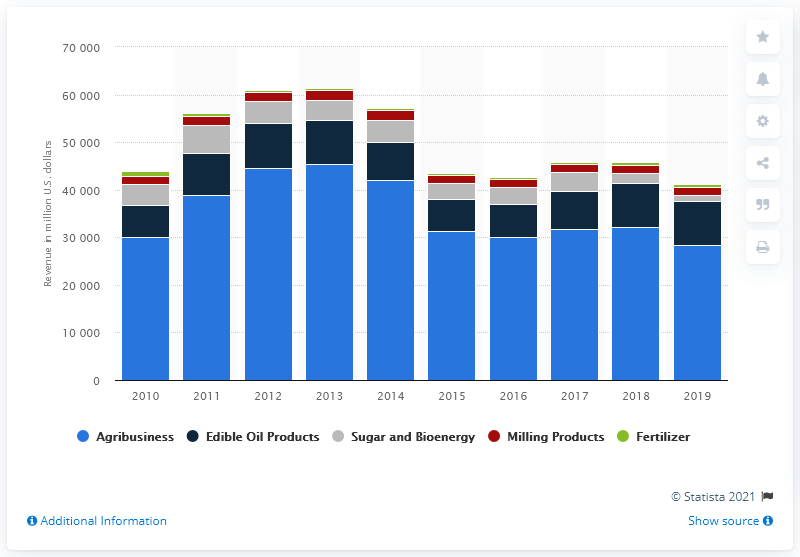 70 000
60 000
50 000
40 000
30 000
20 000
10 000
0
Revenue in million U.S. dollars
2010 2011 2012 2013 2014 2015 2016 2017 2018 2019
Agribusiness Edible Oil Products Sugar and Bioenergy Milling Products Fertilizer
© Statista 2021
Additional Information Show source